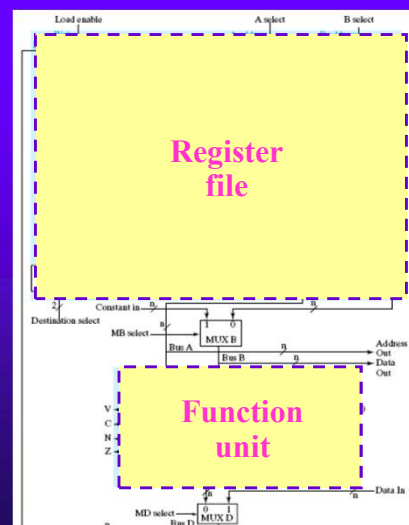 Load enable A select B select
Register
file
2
n
n
Constant in
n
Destination select
1 0
MB select
MUX B
n
Address
Bus A
Out
Bus B
n
Data
Out
V
C
N
Z
Function
unit
n
n
Data In
MD select
0 1
MUX D
n
Bus D